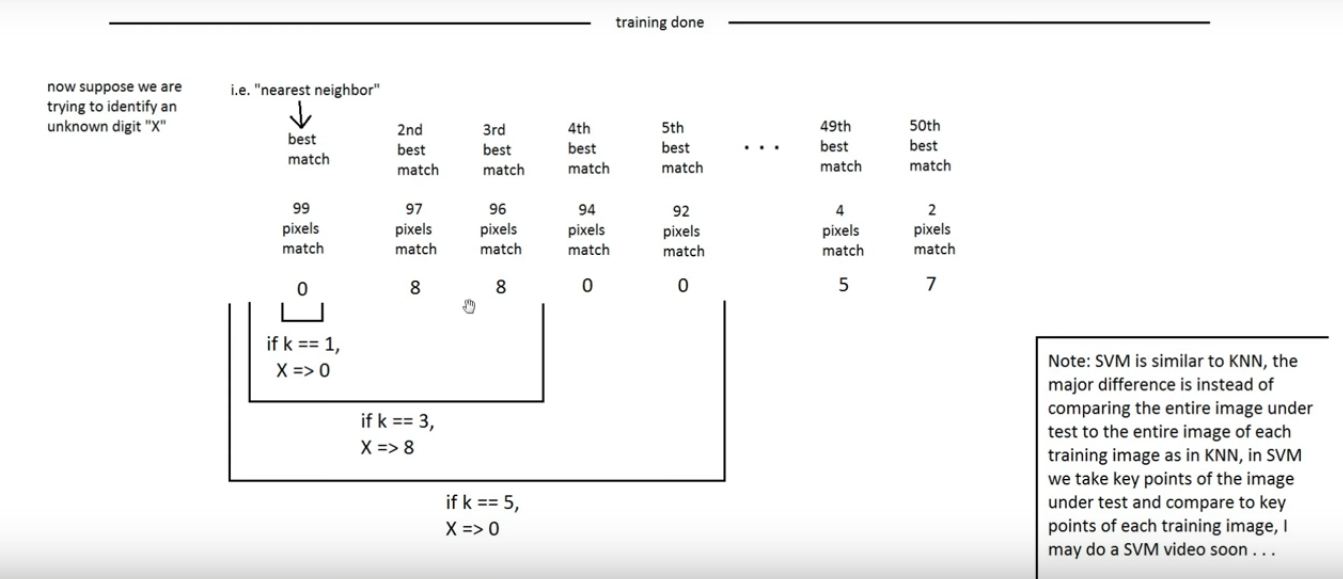 training done
now suppose we are
trying to identify an
unknown digit "X"
i.e. "nearest neighbor"
best
match
2nd
best
match
3rd
best
match
4th
best
match
5th
best
match
. . .
49th
best
match
50th
best
match
99
pixels
match
97
pixels
match
96
pixels
match
94
pixels
match
92
pixels
match
4
pixels
match
2
pixels
match
0
8
8
0
0
5
7
if k == 1,
X => 0
if k == 3,
X => 8
if k == 5,
X => 0
Note: SVM is similar to KNN, the
major difference is instead of
comparing the entire image under
test to the entire image of each
training image as in KNN, in SVM
we take key points of the image
under test and compare to key
points of each training image, I
may do a SVM video soon . . .